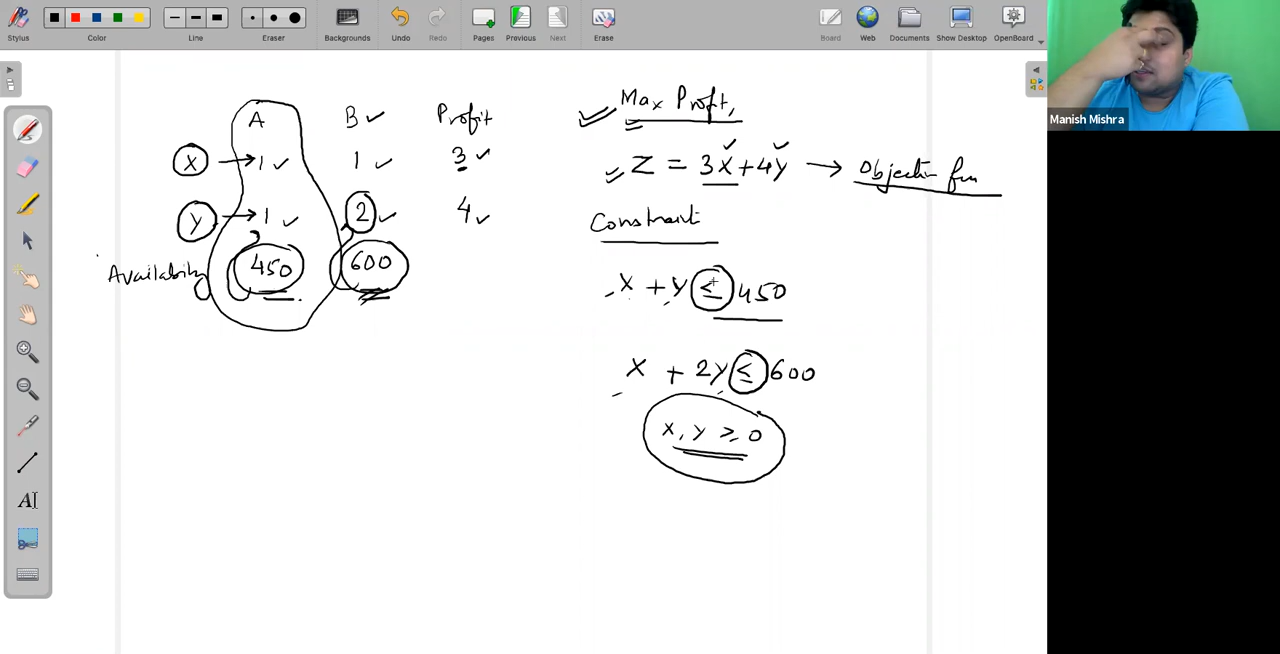 Stylus Color Line Eraser Backgrounds Undo Redo Pages Previous Next Erase Board Web Documents Show Desktop OpenBoard
Manish Mishra
A B ✓ Profit
X → 1 ✓ 1 ✓ 3 ✓
Y → 1 ✓ 2 ✓ 4 ✓
Availability 450 600
Max Profit,
Z = 3x + 4y → Objective fun
Constraint
x + y ≤ 450
x + 2y ≤ 600
x, y ≥ 0
AI